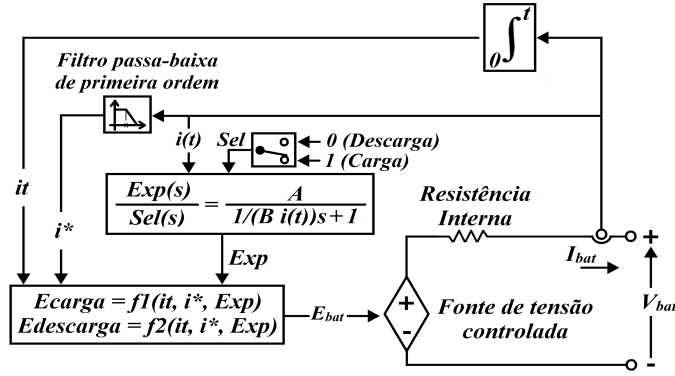 ∫ t
0
Filtro passa-baixa
de primeira ordem
i(t)
Sel
0 (Descarga)
1 (Carga)
it
i*
Exp(s)
Sel(s)
=
A
1/(B i(t))s+1
Exp
Resistência
Interna
Ibat
+
Vbat
-
Ecarga = f1(it, i*, Exp)
Edescarga = f2(it, i*, Exp)
Ebat
+
-
Fonte de tensão
controlada